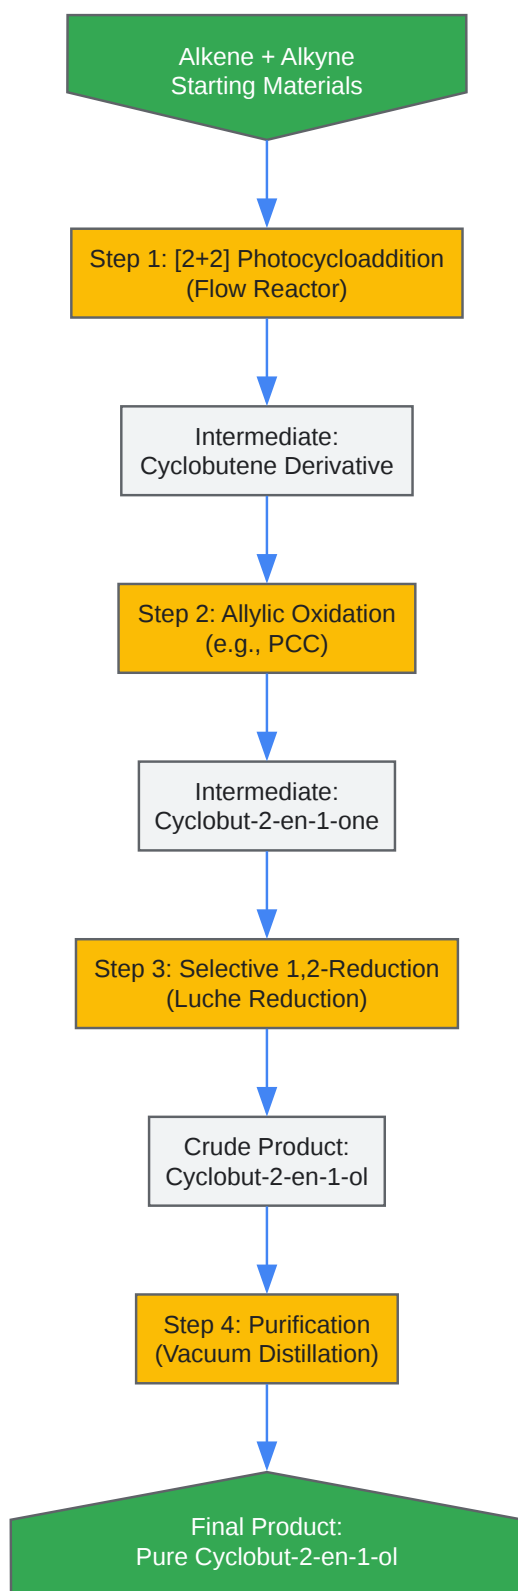 Alkene + Alkyne
Starting Materials
Step 1: [2+2] Photocycloaddition
(Flow Reactor)
Intermediate:
Cyclobutene Derivative
Step 2: Allylic Oxidation
(e.g., PCC)
Intermediate:
Cyclobut-2-en-1-one
Step 3: Selective 1,2-Reduction
(Luche Reduction)
Crude Product:
Cyclobut-2-en-1-ol
Step 4: Purification
(Vacuum Distillation)
Final Product:
Pure Cyclobut-2-en-1-ol